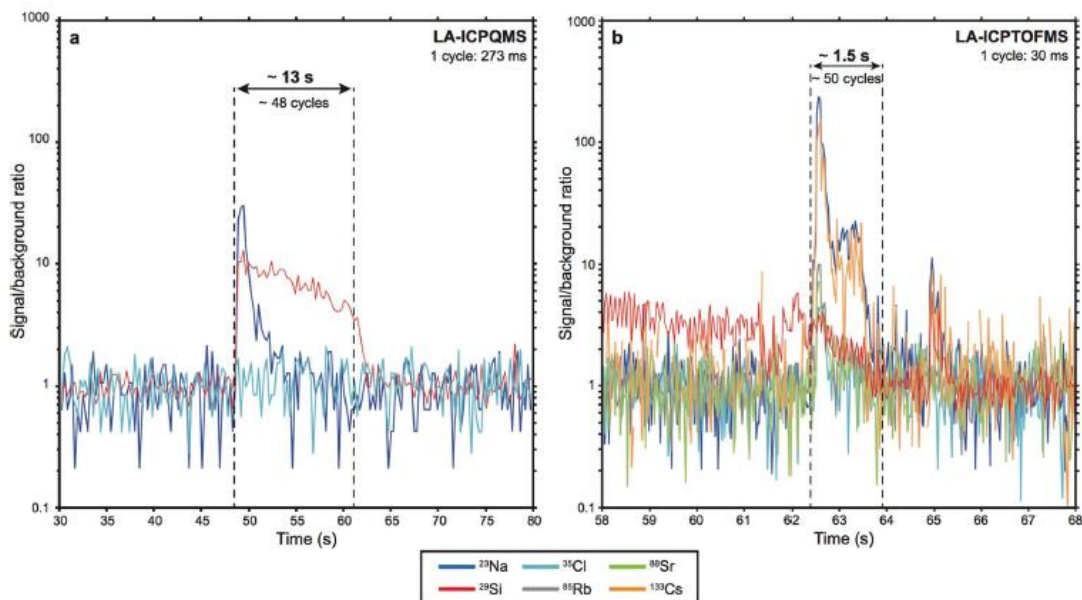 a
LA-ICPQMS
1 cycle: 273 ms
~ 13 s
~ 48 cycles
Signal/background ratio
1000
100
10
1
0.1
30 35 40 45 50 55 60 65 70 75 80
Time (s)
b
LA-ICPTOFMS
1 cycle: 30 ms
~ 1.5 s
~ 50 cycles
Signal/background ratio
1000
100
10
1
0.1
58 59 60 61 62 63 64 65 66 67 68
Time (s)
²³Na ³⁵Cl ⁸⁸Sr
²⁹Si ⁸⁵Rb ¹³³Cs